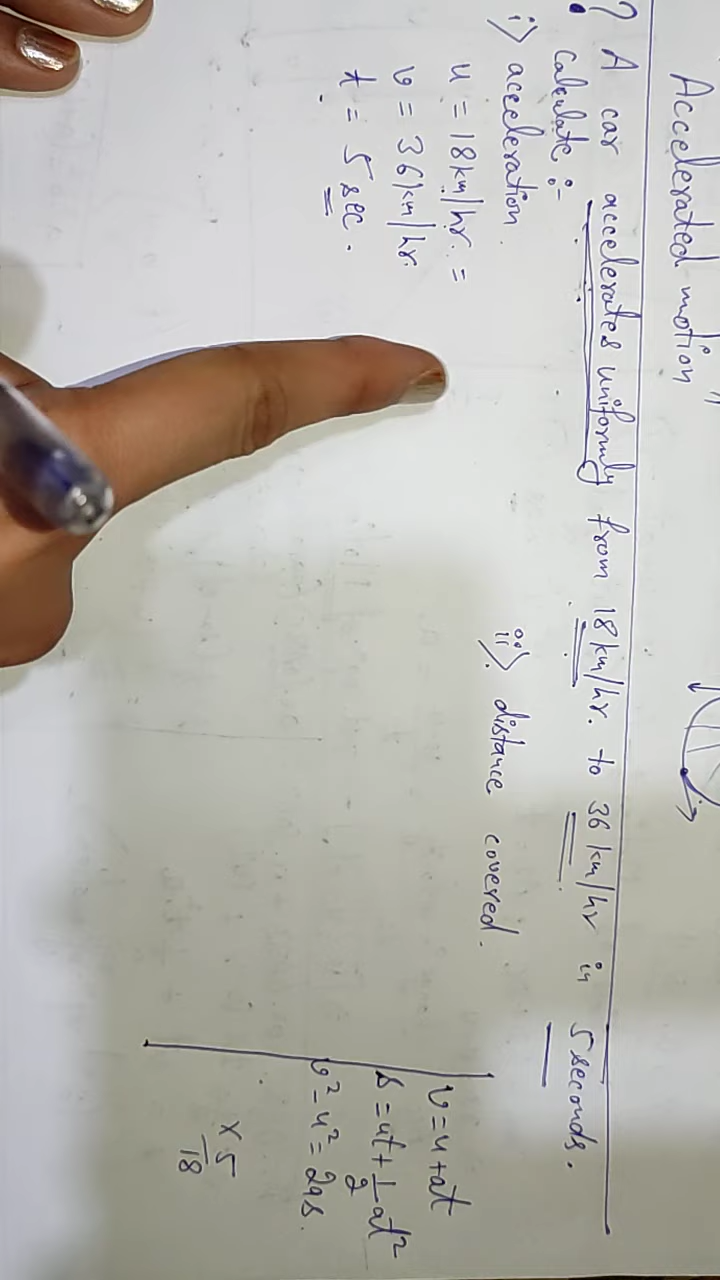 Accelerated motion"
? A car accelerates uniformly from 18 km/hr. to 36 km/hr in 5 seconds.
calculate :-
i) acceleration. ii) distance covered.
u = 18 km/hr. =
v = 36 km/hr.
t = 5 sec.
v = u + at
s = ut + 1/2 at²
v² - u² = 2as.
x 5/18